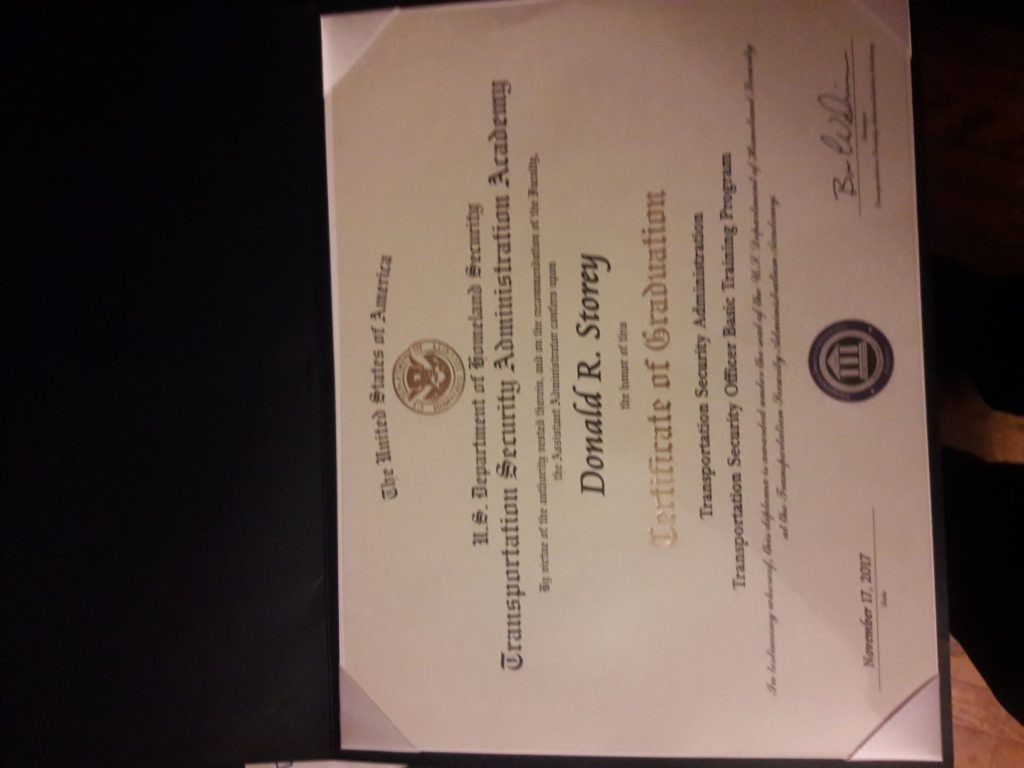 The United States of America
U.S. Department of Homeland Security
Transportation Security Administration Academy
By virtue of the authority vested therein, and on the recommendation of the Faculty,
the Assistant Administrator confers upon
Donald R. Storey
the honor of this
Certificate of Graduation
Transportation Security Administration
Transportation Security Officer Basic Training Program
In testimony whereof, this diploma is awarded under the seal of the U.S. Department of Homeland Security
at the Transportation Security Administration Academy.
November 17, 2017
Date